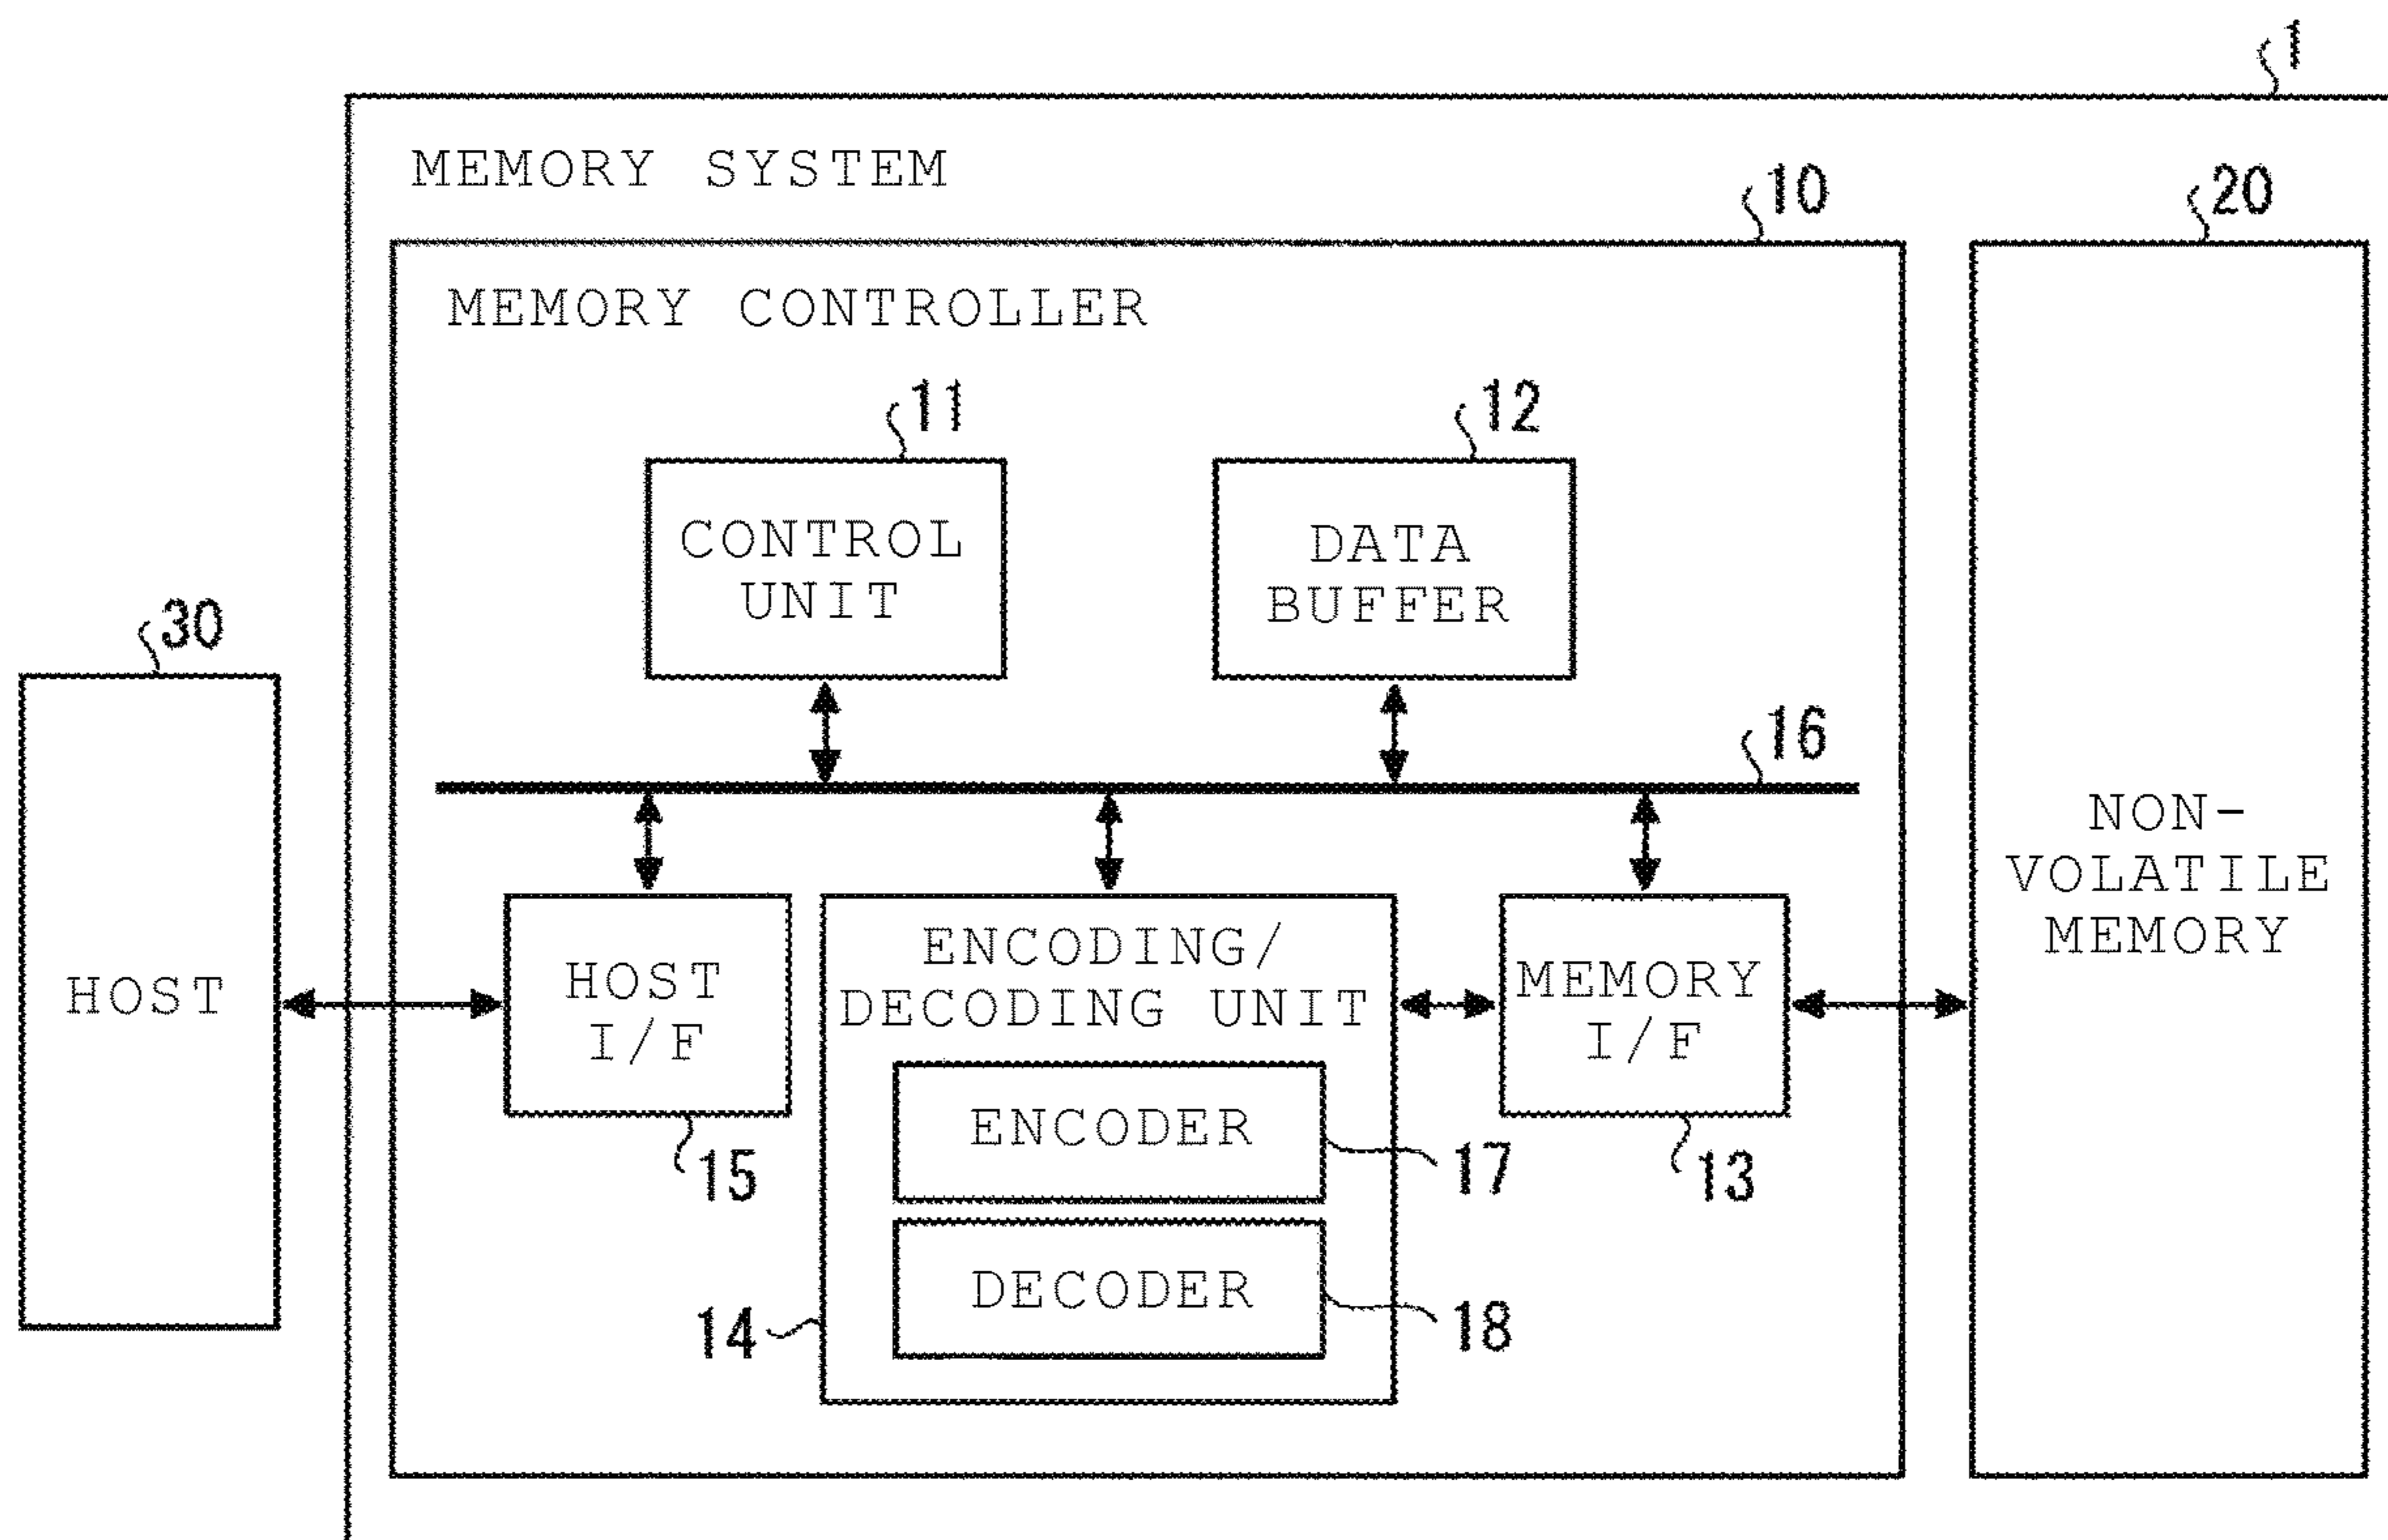 1
MEMORY SYSTEM
10
20
MEMORY CONTROLLER
11
12
CONTROL
UNIT
DATA
BUFFER
30
16
HOST
HOST
I/F
15
ENCODING/
DECODING UNIT
ENCODER
17
DECODER
18
14
MEMORY
I/F
13
NON-
VOLATILE
MEMORY